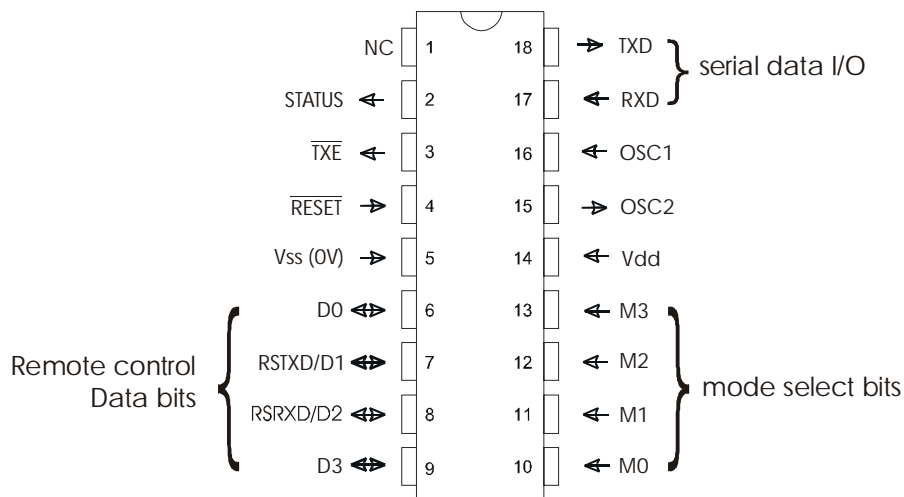 NC 1 18 TXD
serial data I/O
STATUS 2 17 RXD
TXE 3 16 OSC1
RESET 4 15 OSC2
Vss (0V) 5 14 Vdd
D0 6 13 M3
Remote control
Data bits
RSTXD/D1 7 12 M2
mode select bits
RSRXD/D2 8 11 M1
D3 9 10 M0